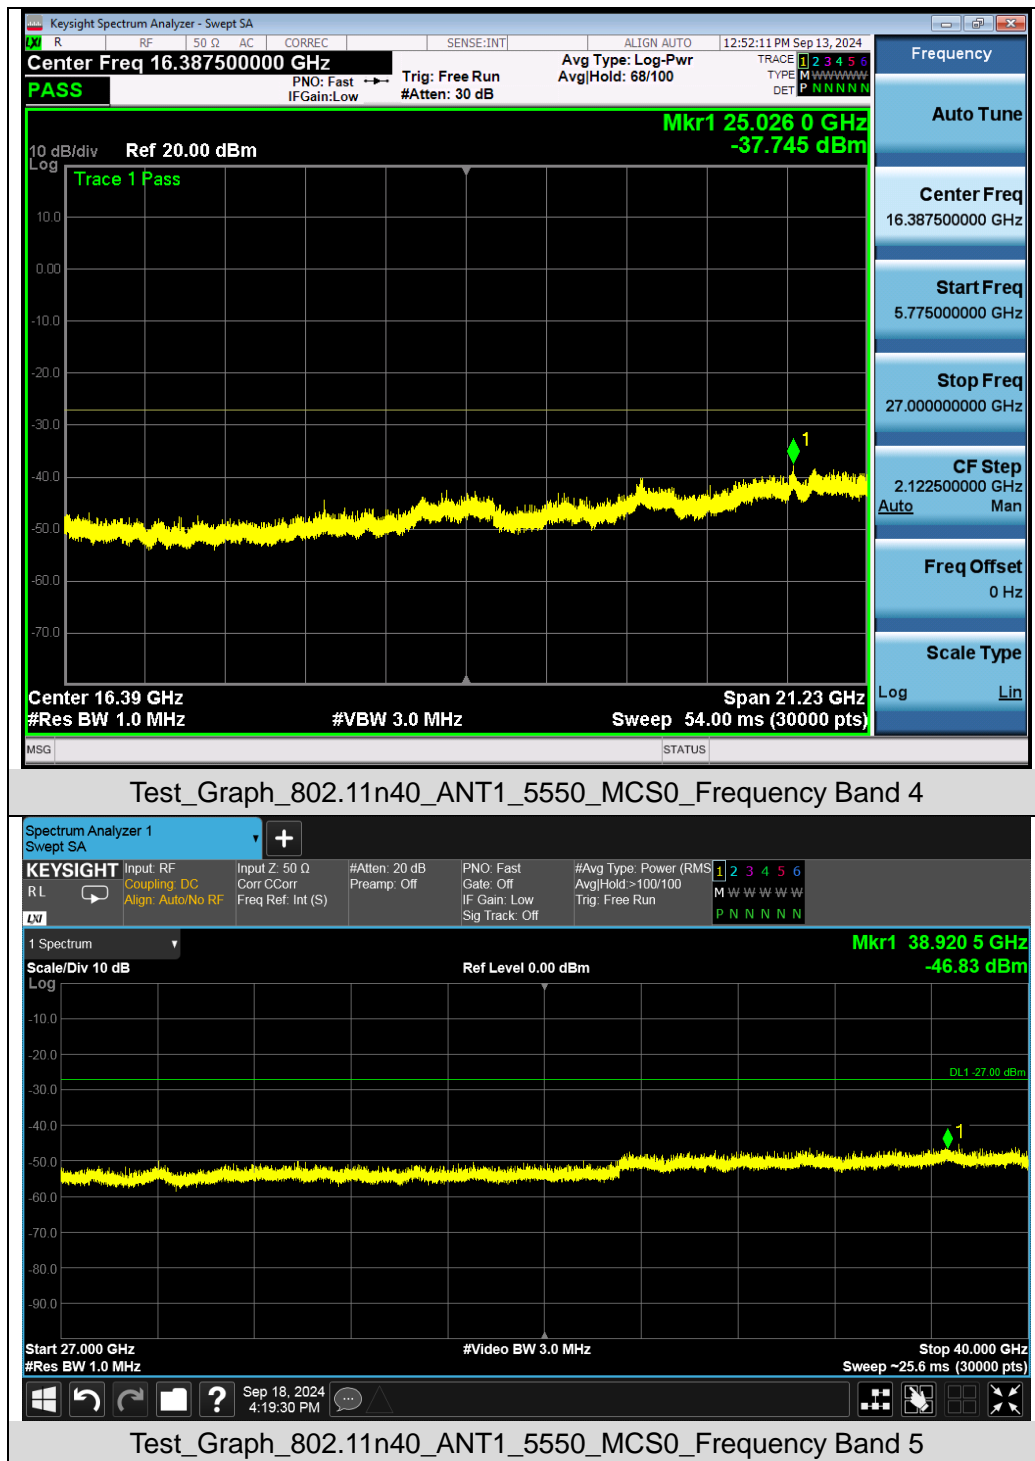 Keysight Spectrum Analyzer - Swept SA
LXI R RF 50 Ω AC CORREC SENSE:INT ALIGN AUTO 12:52:11 PM Sep 13, 2024
Center Freq 16.387500000 GHz
PASS
PNO: Fast
IFGain:Low
Trig: Free Run
#Atten: 30 dB
Avg Type: Log-Pwr
Avg|Hold: 68/100
TRACE 1 2 3 4 5 6
TYPE M W W W W W
DET P N N N N N
Mkr1 25.026 0 GHz
-37.745 dBm
10 dB/div Ref 20.00 dBm
Log
Trace 1 Pass
10.0
0.00
-10.0
-20.0
-30.0
-40.0
-50.0
-60.0
-70.0
1
Center 16.39 GHz Span 21.23 GHz
#Res BW 1.0 MHz #VBW 3.0 MHz Sweep 54.00 ms (30000 pts)
MSG STATUS
Frequency
Auto Tune
Center Freq
16.387500000 GHz
Start Freq
5.775000000 GHz
Stop Freq
27.000000000 GHz
CF Step
2.122500000 GHz
Auto Man
Freq Offset
0 Hz
Scale Type
Log Lin
Test_Graph_802.11n40_ANT1_5550_MCS0_Frequency Band 4
Spectrum Analyzer 1
Swept SA
+
KEYSIGHT
RL
LXI
Input: RF
Coupling: DC
Align: Auto/No RF
Input Z: 50 Ω
Corr CCorr
Freq Ref: Int (S)
#Atten: 20 dB
Preamp: Off
PNO: Fast
Gate: Off
IF Gain: Low
Sig Track: Off
#Avg Type: Power (RMS
Avg|Hold:>100/100
Trig: Free Run
1 2 3 4 5 6
M W W W W W
P N N N N N
1 Spectrum
Mkr1 38.920 5 GHz
Scale/Div 10 dB Ref Level 0.00 dBm -46.83 dBm
Log
-10.0
-20.0
-30.0
-40.0
-50.0
-60.0
-70.0
-80.0
-90.0
DL1 -27.00 dBm
1
Start 27.000 GHz #Video BW 3.0 MHz Stop 40.000 GHz
#Res BW 1.0 MHz Sweep ~25.6 ms (30000 pts)
?
Sep 18, 2024
4:19:30 PM
Test_Graph_802.11n40_ANT1_5550_MCS0_Frequency Band 5